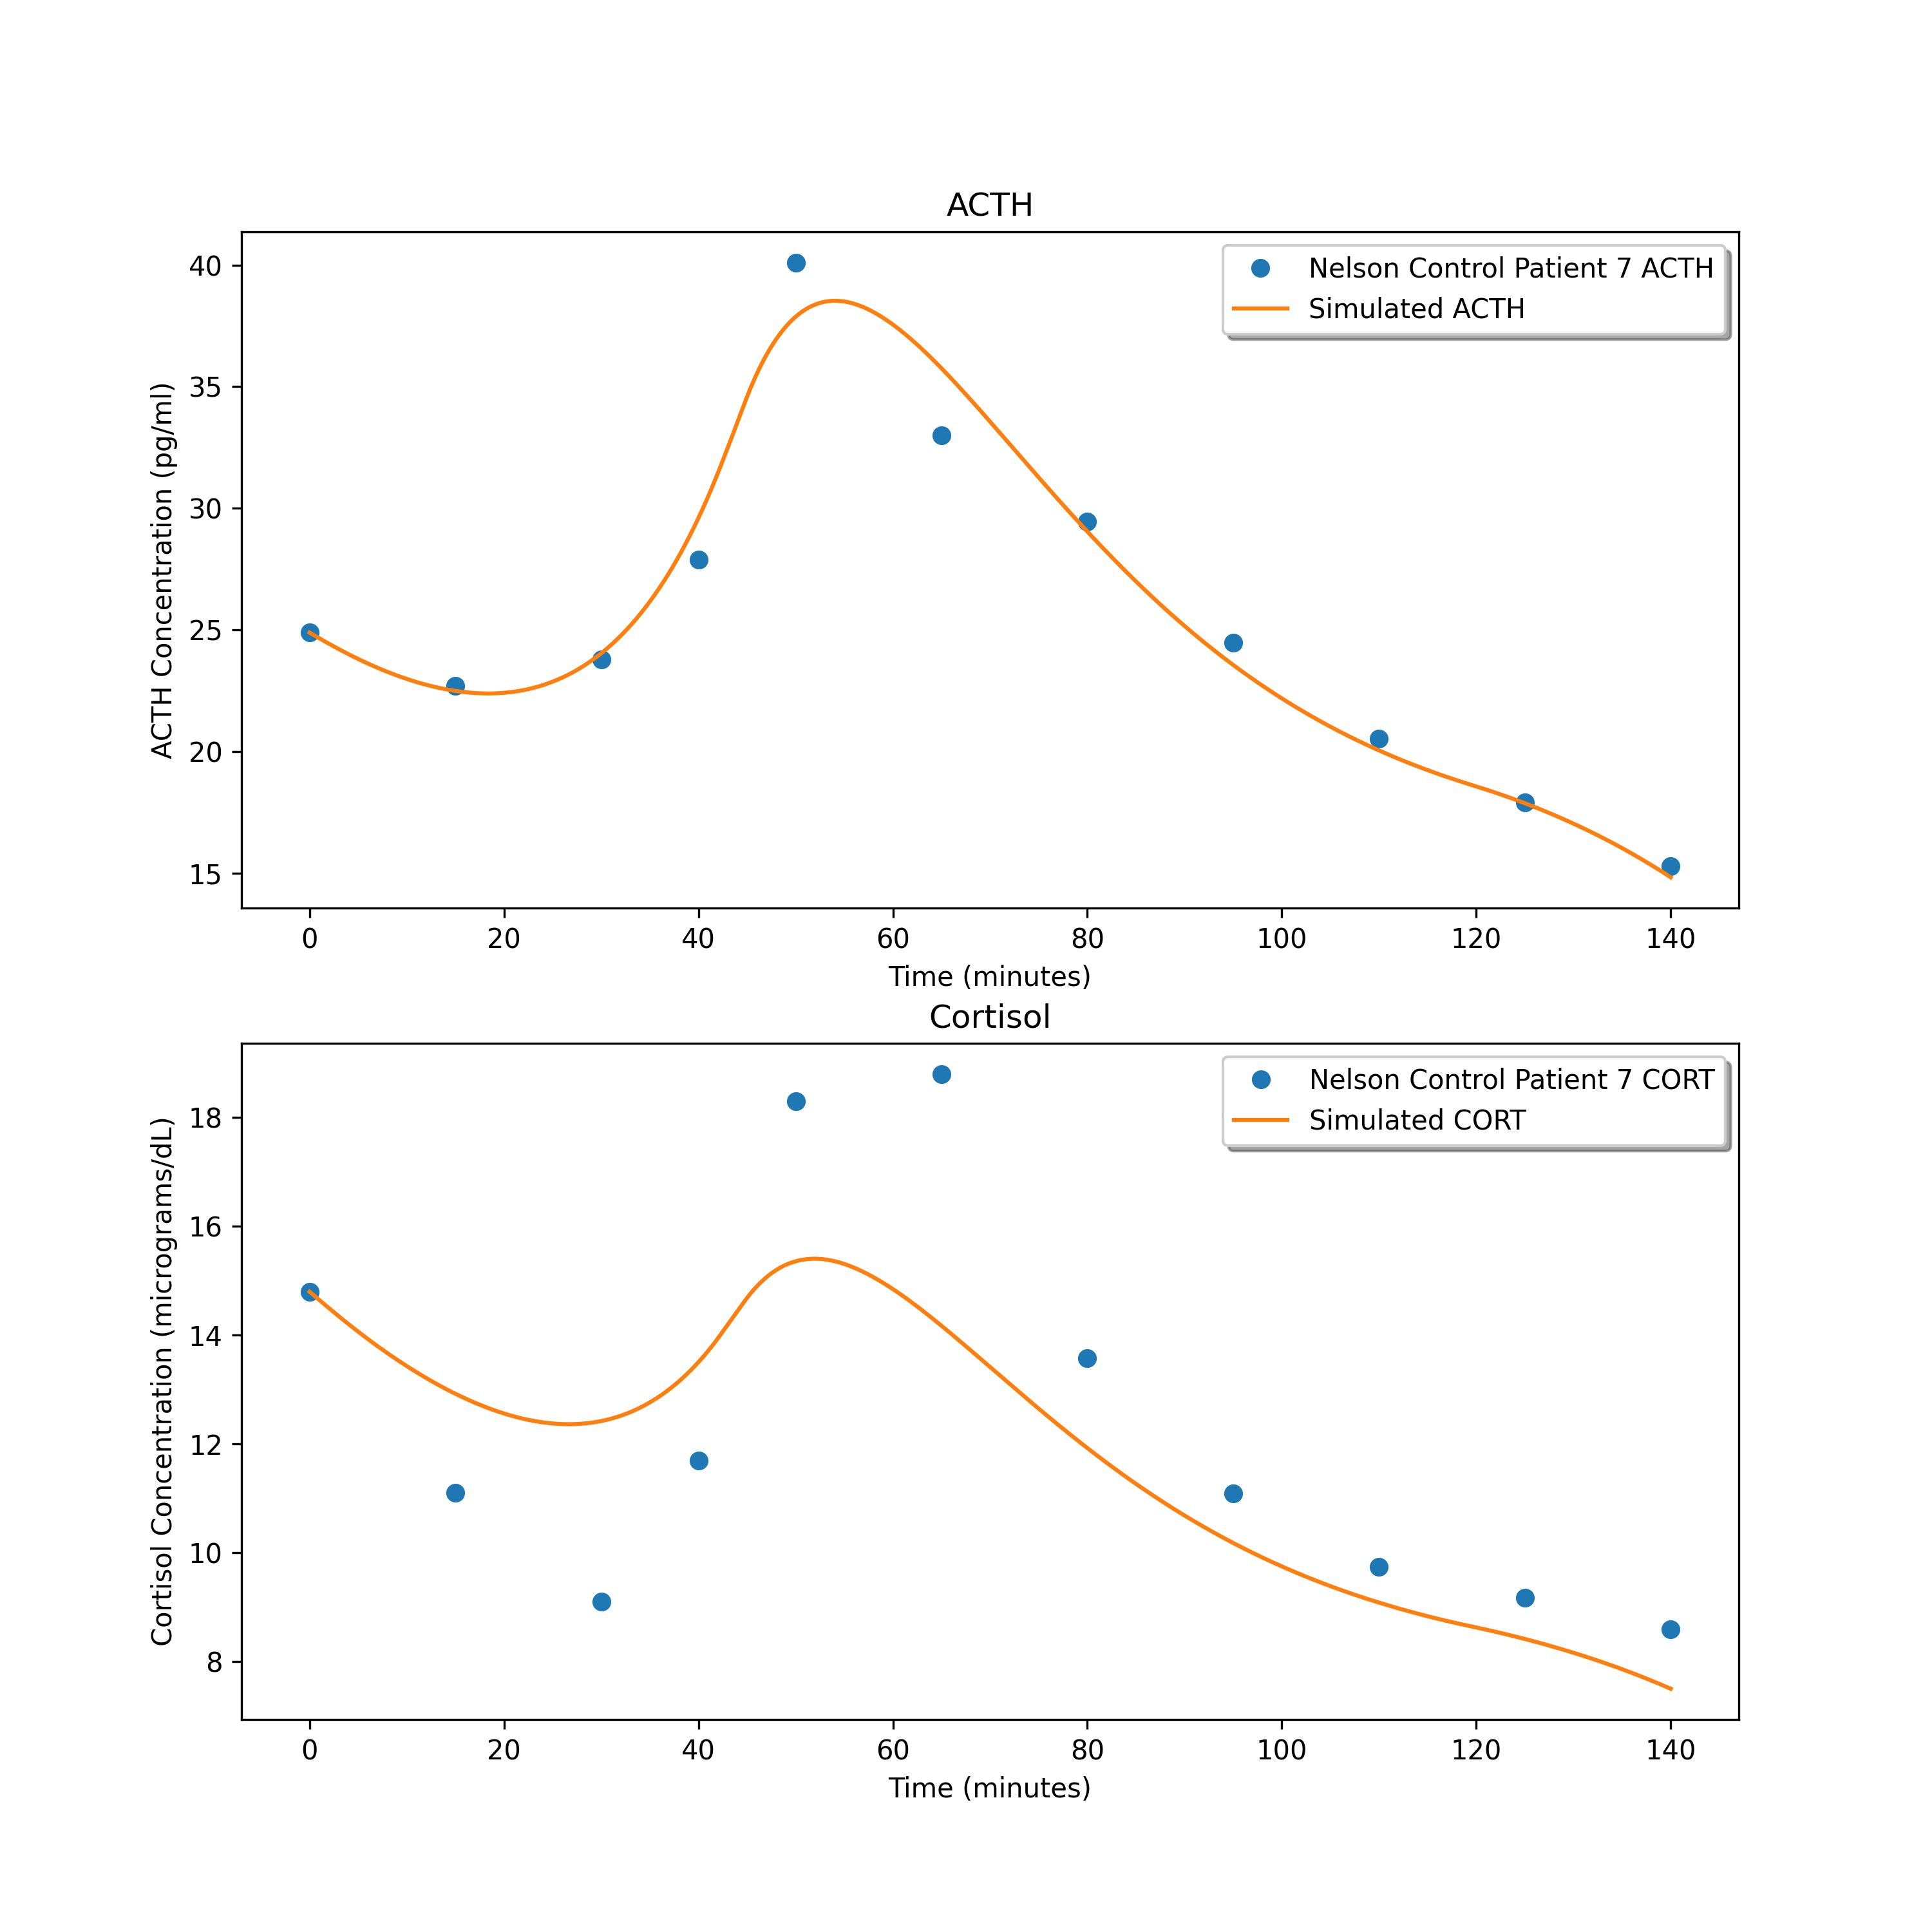 ACTH
Nelson Control Patient 7 ACTH
Simulated ACTH
ACTH Concentration (pg/ml)
40
35
30
25
20
15
0 20 40 60 80 100 120 140
Time (minutes)
Cortisol
Nelson Control Patient 7 CORT
Simulated CORT
Cortisol Concentration (micrograms/dL)
18
16
14
12
10
8
0 20 40 60 80 100 120 140
Time (minutes)